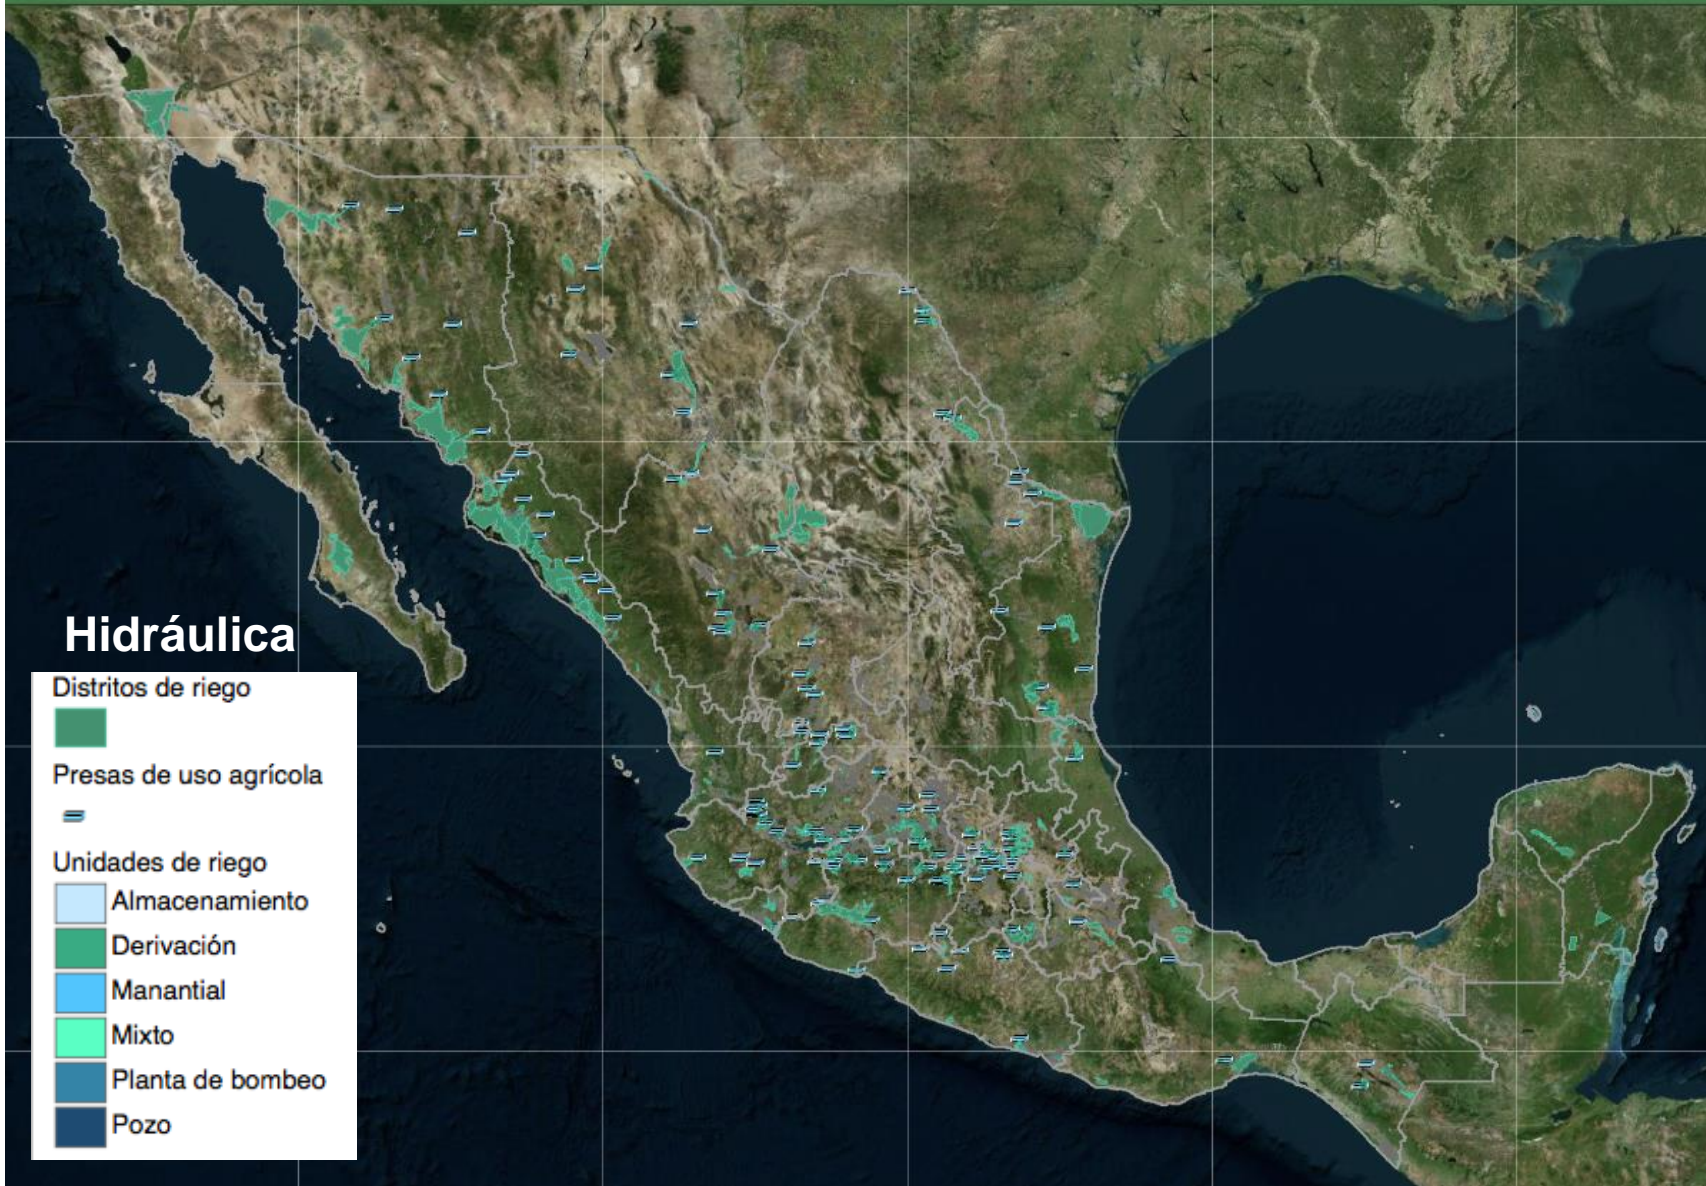 Hidráulica
Distritos de riego
Presas de uso agrícola
Unidades de riego
Almacenamiento
Derivación
Manantial
Mixto
Planta de bombeo
Pozo